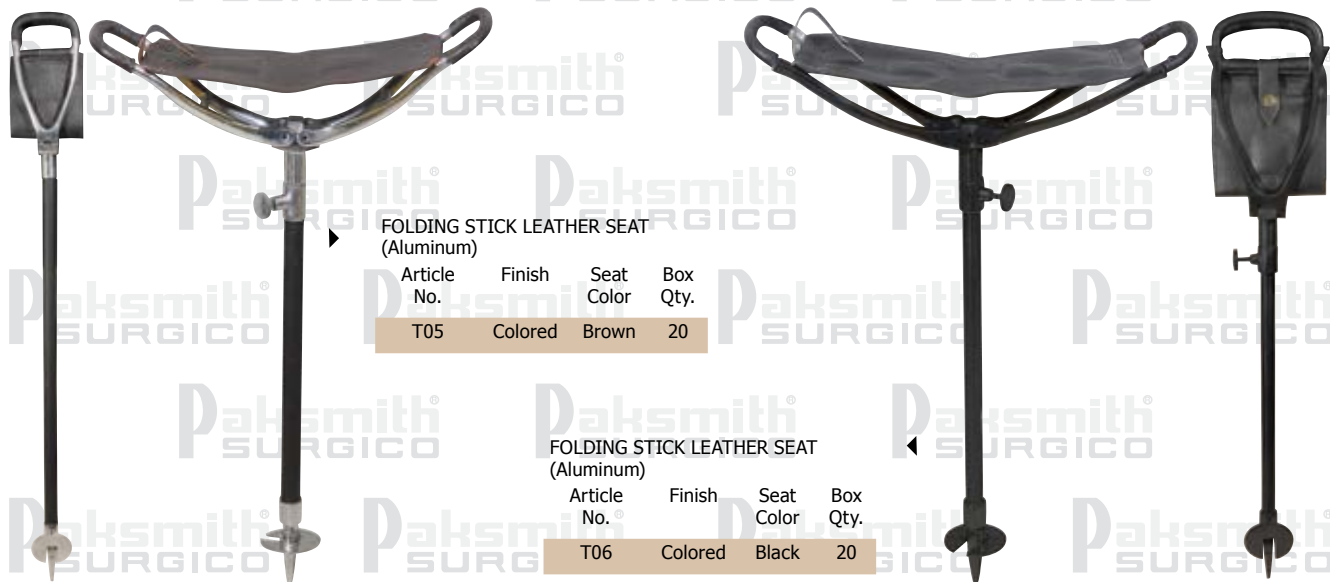 FOLDING STICK LEATHER SEAT
(Aluminum)
Article No. Finish Seat Color Box Qty.
T05 Colored Brown 20
FOLDING STICK LEATHER SEAT
(Aluminum)
Article No. Finish Seat Color Box Qty.
T06 Colored Black 20
Paksmith®
SURGICO